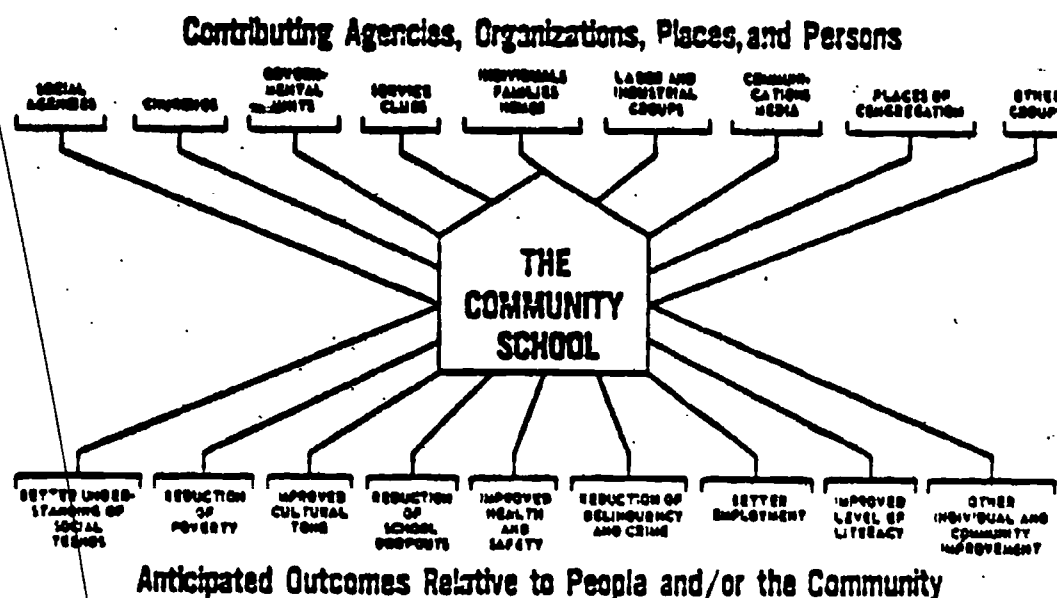 Contributing Agencies, Organizations, Places, and Persons
SOCIAL
AGENCIES
CHURCHES
GOVERN-
MENTAL
UNITS
SERVICE
CLUBS
INDIVIDUALS
FAMILIES
HOMES
LABOR AND
INDUSTRIAL
GROUPS
COMMUNI-
CATIONS
MEDIA
PLACES OF
CONGREGATION
OTHER
GROUPS
THE
COMMUNITY
SCHOOL
BETTER UNDER-
STANDING OF
SOCIAL
TRENDS
REDUCTION
OF
POVERTY
IMPROVED
CULTURAL
TONE
REDUCTION
OF
SCHOOL
DROPOUTS
IMPROVED
HEALTH
AND
SAFETY
REDUCTION OF
DELINQUENCY
AND CRIME
BETTER
EMPLOYMENT
IMPROVED
LEVEL OF
LITERACY
OTHER
INDIVIDUAL AND
COMMUNITY
IMPROVEMENT
Anticipated Outcomes Relative to People and/or the Community